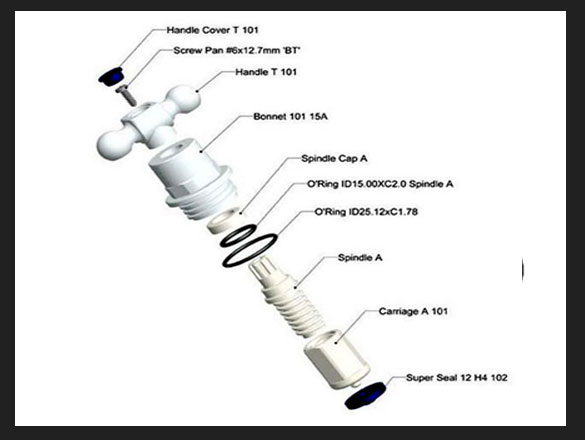 Handle Cover T 101
Screw Pan #6x12.7mm 'BT'
Handle T 101
Bonnet 101 15A
Spindle Cap A
O'Ring ID15.00XC2.0 Spindle A
O'Ring ID25.12xC1.78
Spindle A
Carriage A 101
Super Seal 12 H4 102